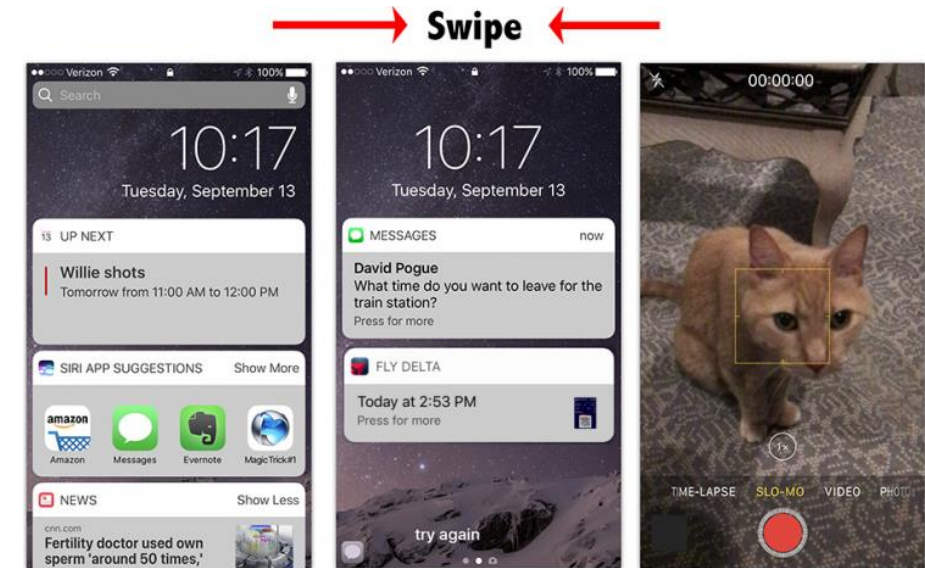 Swipe
Verizon 100%
Search
10:17
Tuesday, September 13
13 UP NEXT
Willie shots
Tomorrow from 11:00 AM to 12:00 PM
SIRI APP SUGGESTIONS Show More
amazon
Amazon Messages Evernote MagicTrick#1
NEWS Show Less
cnn.com
Fertility doctor used own
sperm 'around 50 times,'
Verizon 100%
10:17
Tuesday, September 13
MESSAGES now
David Pogue
What time do you want to leave for the
train station?
Press for more
FLY DELTA
Today at 2:53 PM
Press for more
try again
00:00:00
1x
TIME-LAPSE SLO-MO VIDEO PHOTO